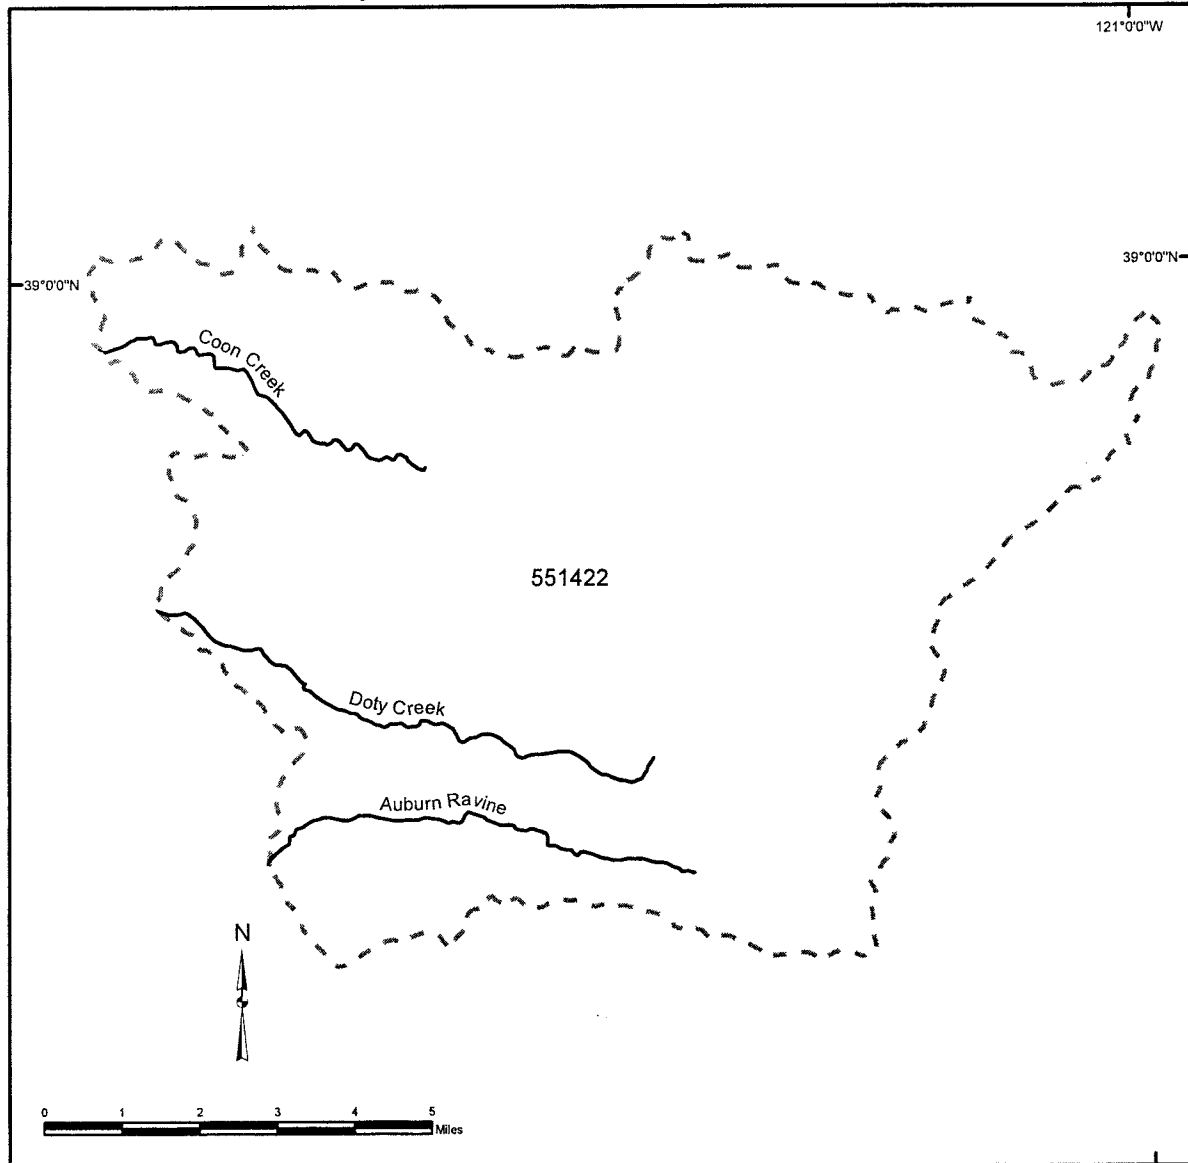 121°0'0"W
39°0'0"N
39°0'0"N
Coon Creek
551422
Doty Creek
Auburn Ravine
N
0 1 2 3 4 5
Miles